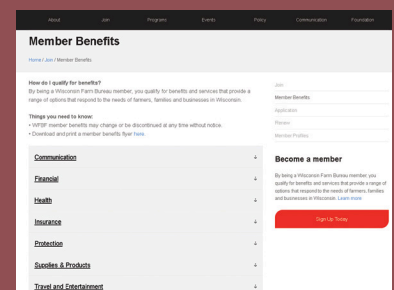 About Join Programs Events Policy Communication Foundation
Member Benefits
Home / Join / Member Benefits
How do I qualify for benefits?
By being a Wisconsin Farm Bureau member, you qualify for benefits and services that provide a
range of options that respond to the needs of farmers, families and businesses in Wisconsin.
Things you need to know:
• WFBF member benefits may change or be discontinued at any time without notice.
• Download and print a member benefits flyer here.
Communication ↓
Financial ↓
Health ↓
Insurance ↓
Protection ↓
Supplies & Products ↓
Travel and Entertainment ↓
Join
Member Benefits
Application
Renew
Member Profiles
Become a member
By being a Wisconsin Farm Bureau member, you
qualify for benefits and services that provide a range of
options that respond to the needs of farmers, families
and businesses in Wisconsin. Learn more
Sign Up Today